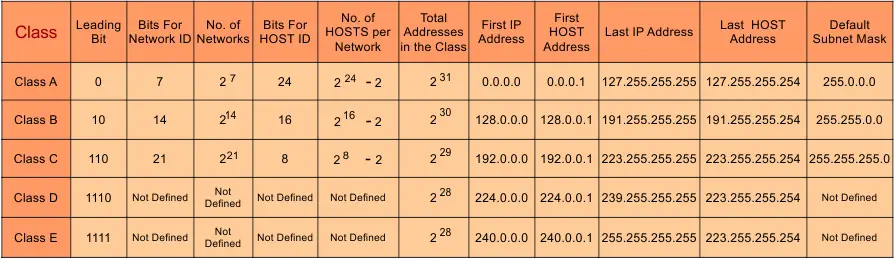 Class Leading Bit Bits For Network ID No. of Networks Bits For HOST ID No. of HOSTS per Network Total Addresses in the Class First IP Address First HOST Address Last IP Address Last HOST Address Default Subnet Mask
Class A 0 7 2 7 24 2 24 - 2 2 31 0.0.0.0 0.0.0.1 127.255.255.255 127.255.255.254 255.0.0.0
Class B 10 14 2 14 16 2 16 - 2 2 30 128.0.0.0 128.0.0.1 191.255.255.255 191.255.255.254 255.255.0.0
Class C 110 21 2 21 8 2 8 - 2 2 29 192.0.0.0 192.0.0.1 223.255.255.255 223.255.255.254 255.255.255.0
Class D 1110 Not Defined Not Defined Not Defined Not Defined 2 28 224.0.0.0 224.0.0.1 239.255.255.255 223.255.255.254 Not Defined
Class E 1111 Not Defined Not Defined Not Defined Not Defined 2 28 240.0.0.0 240.0.0.1 255.255.255.255 223.255.255.254 Not Defined